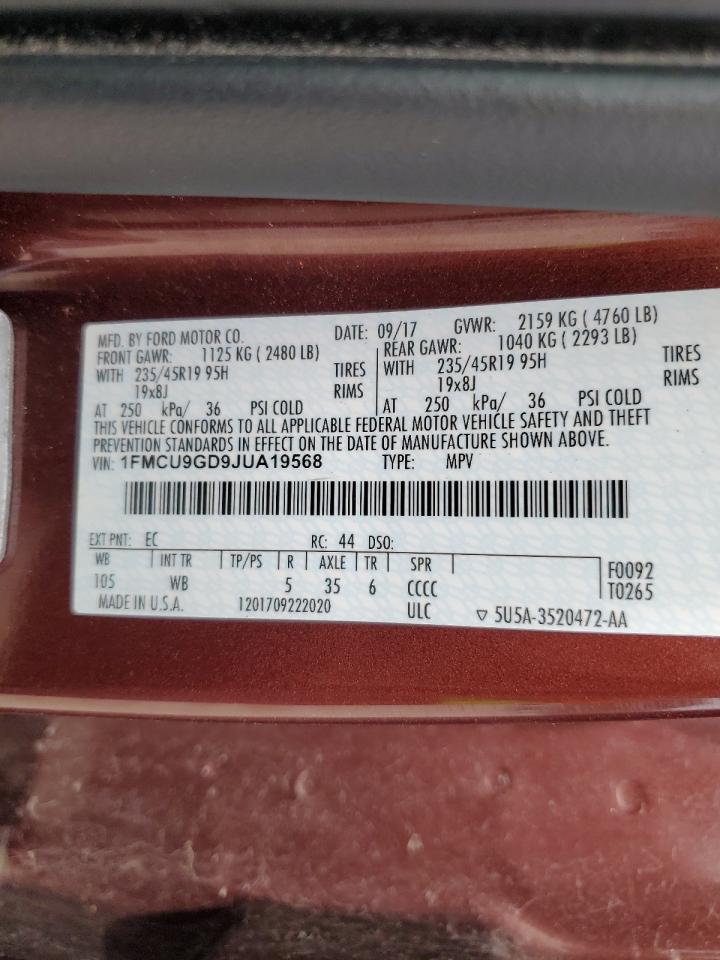 MFD. BY FORD MOTOR CO. DATE: 09/17 GVWR: 2159 KG ( 4760 LB)
FRONT GAWR: 1125 KG ( 2480 LB) REAR GAWR: 1040 KG ( 2293 LB)
WITH 235/45R19 95H TIRES WITH 235/45R19 95H TIRES
19x8J RIMS 19x8J RIMS
AT 250 kPa/ 36 PSI COLD AT 250 kPa/ 36 PSI COLD
THIS VEHICLE CONFORMS TO ALL APPLICABLE FEDERAL MOTOR VEHICLE SAFETY AND THEFT
PREVENTION STANDARDS IN EFFECT ON THE DATE OF MANUFACTURE SHOWN ABOVE.
VIN: 1FMCU9GD9JUA19568 TYPE: MPV
EXT PNT: EC RC: 44 DSO:
WB INT TR TP/PS R AXLE TR SPR F0092
105 WB 5 35 6 CCCC T0265
MADE IN U.S.A. 1201709222020 ULC ▽ 5U5A-3520472-AA